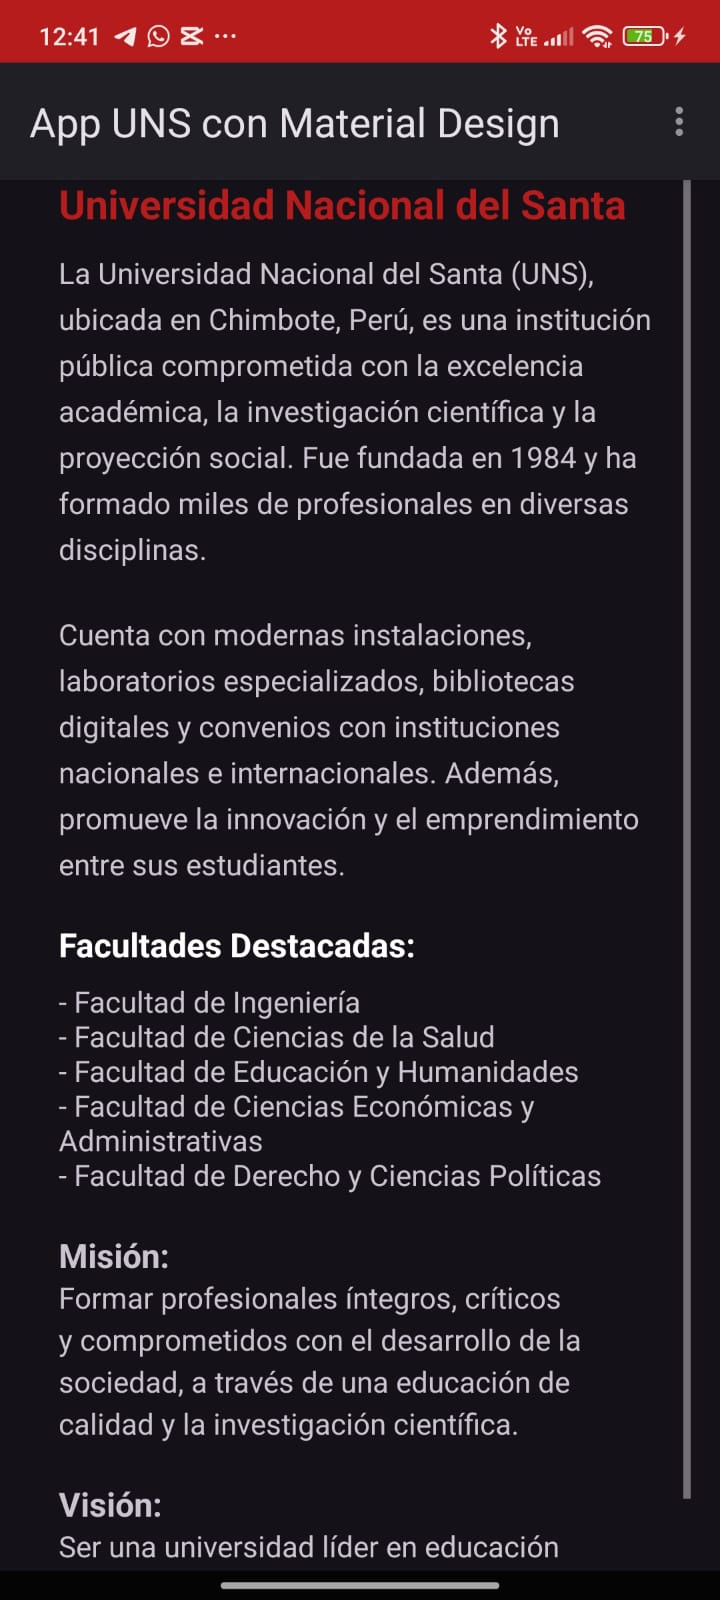 12:41
Vo LTE
75
App UNS con Material Design
Universidad Nacional del Santa
La Universidad Nacional del Santa (UNS),
ubicada en Chimbote, Perú, es una institución
pública comprometida con la excelencia
académica, la investigación científica y la
proyección social. Fue fundada en 1984 y ha
formado miles de profesionales en diversas
disciplinas.
Cuenta con modernas instalaciones,
laboratorios especializados, bibliotecas
digitales y convenios con instituciones
nacionales e internacionales. Además,
promueve la innovación y el emprendimiento
entre sus estudiantes.
Facultades Destacadas:
- Facultad de Ingeniería
- Facultad de Ciencias de la Salud
- Facultad de Educación y Humanidades
- Facultad de Ciencias Económicas y
Administrativas
- Facultad de Derecho y Ciencias Políticas
Misión:
Formar profesionales íntegros, críticos
y comprometidos con el desarrollo de la
sociedad, a través de una educación de
calidad y la investigación científica.
Visión:
Ser una universidad líder en educación